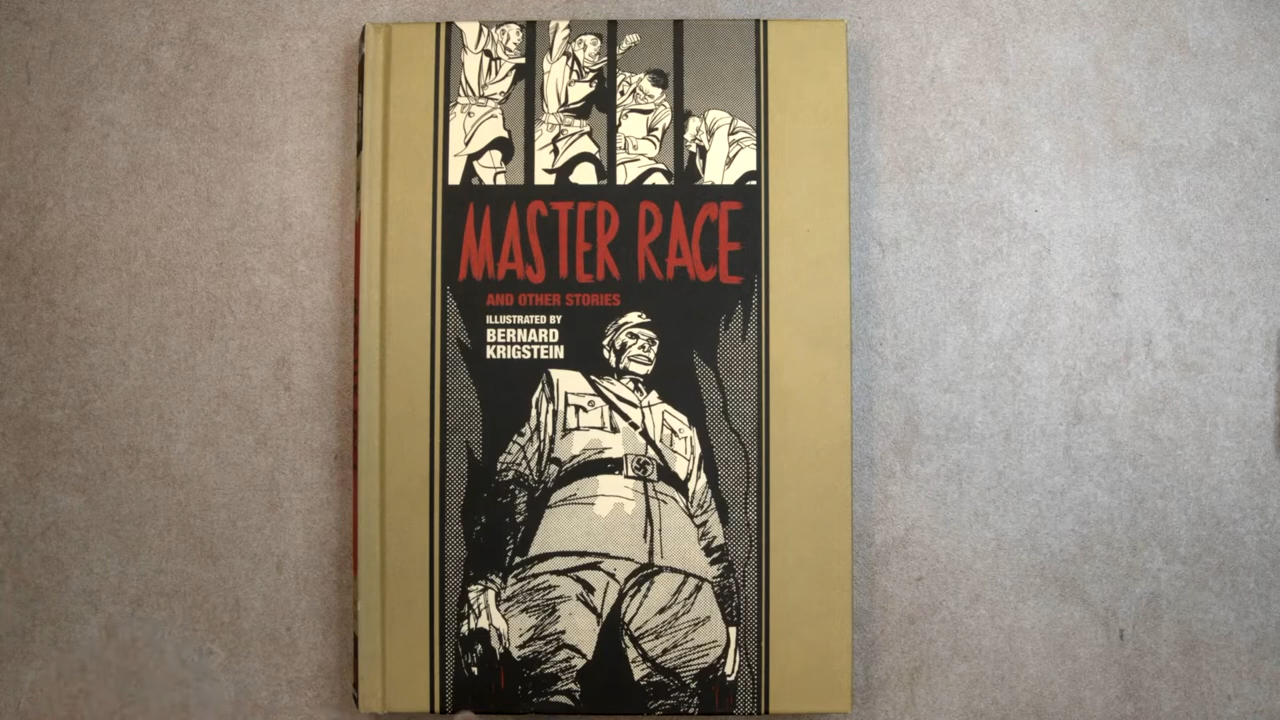 MASTER RACE
AND OTHER STORIES
ILLUSTRATED BY
BERNARD
KRIGSTEIN